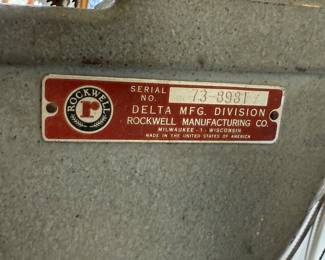 ROCKWELL
r
SERIAL
NO. 73-8931
DELTA MFG. DIVISION
ROCKWELL MANUFACTURING CO.
MILWAUKEE - 1 - WISCONSIN
MADE IN THE UNITED STATES OF AMERICA